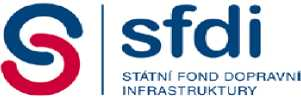 sfdi
STÁTNÍ FOND DOPRAVNÍ
INFRASTRUKTURY